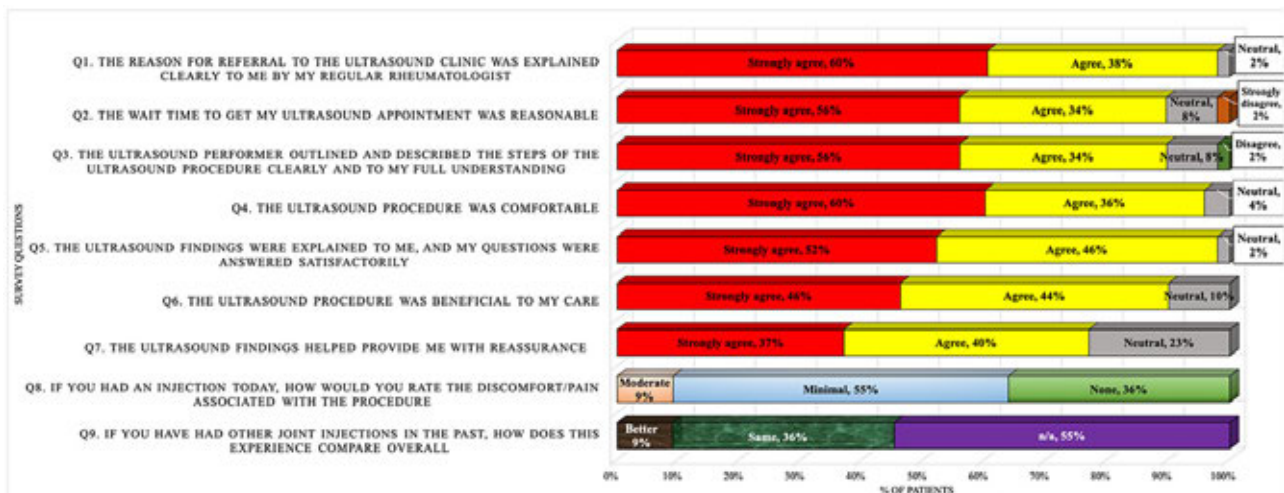 Q1. THE REASON FOR REFERRAL TO THE ULTRASOUND CLINIC WAS EXPLAINED
CLEARLY TO ME BY MY REGULAR RHEUMATOLOGIST
Strongly agree, 60%
Agree, 38%
Neutral,
2%
Q2. THE WAIT TIME TO GET MY ULTRASOUND APPOINTMENT WAS REASONABLE
Strongly agree, 56%
Agree, 34%
Neutral,
8%
Strongly
disagree,
2%
Q3. THE ULTRASOUND PERFORMER OUTLINED AND DESCRIBED THE STEPS OF THE
ULTRASOUND PROCEDURE CLEARLY AND TO MY FULL UNDERSTANDING
Strongly agree, 56%
Agree, 34%
Neutral, 8%
Disagree,
2%
Q4. THE ULTRASOUND PROCEDURE WAS COMFORTABLE
Strongly agree, 60%
Agree, 36%
Neutral,
4%
Q5. THE ULTRASOUND FINDINGS WERE EXPLAINED TO ME, AND MY QUESTIONS WERE
ANSWERED SATISFACTORILY
Strongly agree, 52%
Agree, 46%
Neutral,
2%
Q6. THE ULTRASOUND PROCEDURE WAS BENEFICIAL TO MY CARE
Strongly agree, 46%
Agree, 44%
Neutral, 10%
Q7. THE ULTRASOUND FINDINGS HELPED PROVIDE ME WITH REASSURANCE
Strongly agree, 37%
Agree, 40%
Neutral, 23%
Q8. IF YOU HAD AN INJECTION TODAY, HOW WOULD YOU RATE THE DISCOMFORT/PAIN
ASSOCIATED WITH THE PROCEDURE
Moderate
9%
Minimal, 55%
None, 36%
Q9. IF YOU HAVE HAD OTHER JOINT INJECTIONS IN THE PAST, HOW DOES THIS
EXPERIENCE COMPARE OVERALL
Better
9%
Same, 36%
n/a, 55%
SURVEY QUESTIONS
0% 10% 20% 30% 40% 50% 60% 70% 80% 90% 100%
% OF PATIENTS